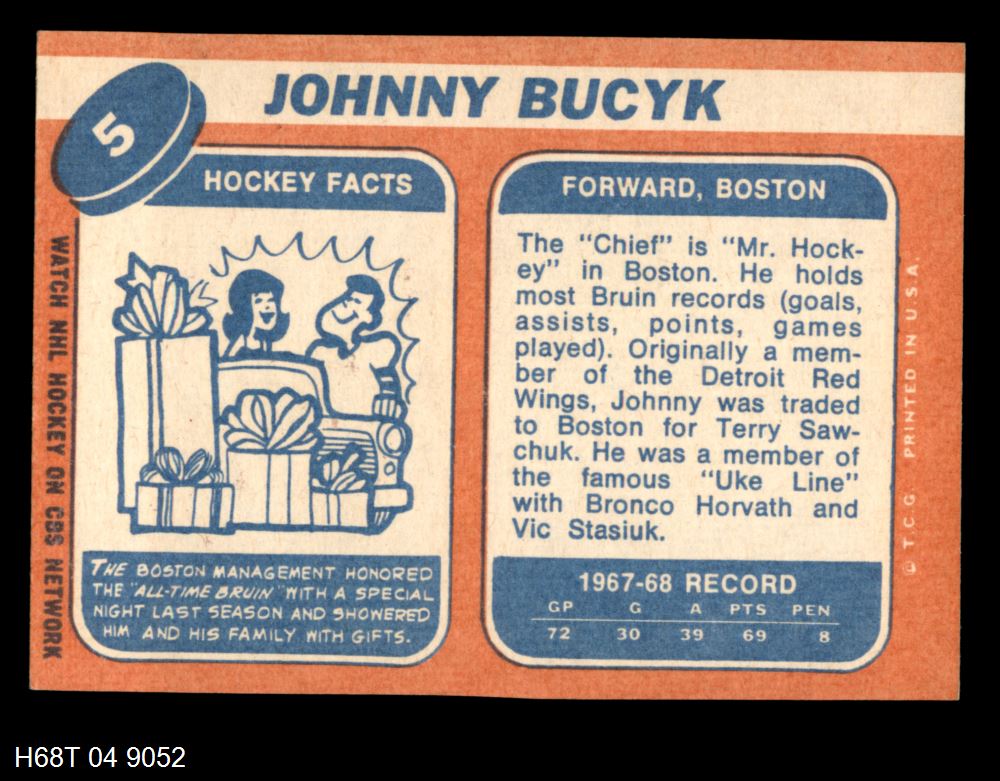 5
JOHNNY BUCYK
HOCKEY FACTS
THE BOSTON MANAGEMENT HONORED
THE "ALL-TIME BRUIN" WITH A SPECIAL
NIGHT LAST SEASON AND SHOWERED
HIM AND HIS FAMILY WITH GIFTS.
WATCH NHL HOCKEY ON CBS NETWORK
FORWARD, BOSTON
The "Chief" is "Mr. Hock-
ey" in Boston. He holds
most Bruin records (goals,
assists, points, games
played). Originally a mem-
ber of the Detroit Red
Wings, Johnny was traded
to Boston for Terry Saw-
chuk. He was a member of
the famous "Uke Line"
with Bronco Horvath and
Vic Stasiuk.
1967-68 RECORD
GP G A PTS PEN
72 30 39 69 8
© T.C.G. PRINTED IN U.S.A.
H68T 04 9052